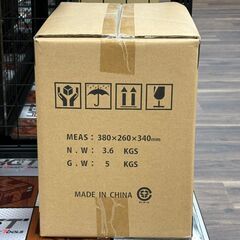 MEAS : 380×260×340mm
N . W : 3.6 KGS
G . W : 5 KGS
MADE IN CHINA